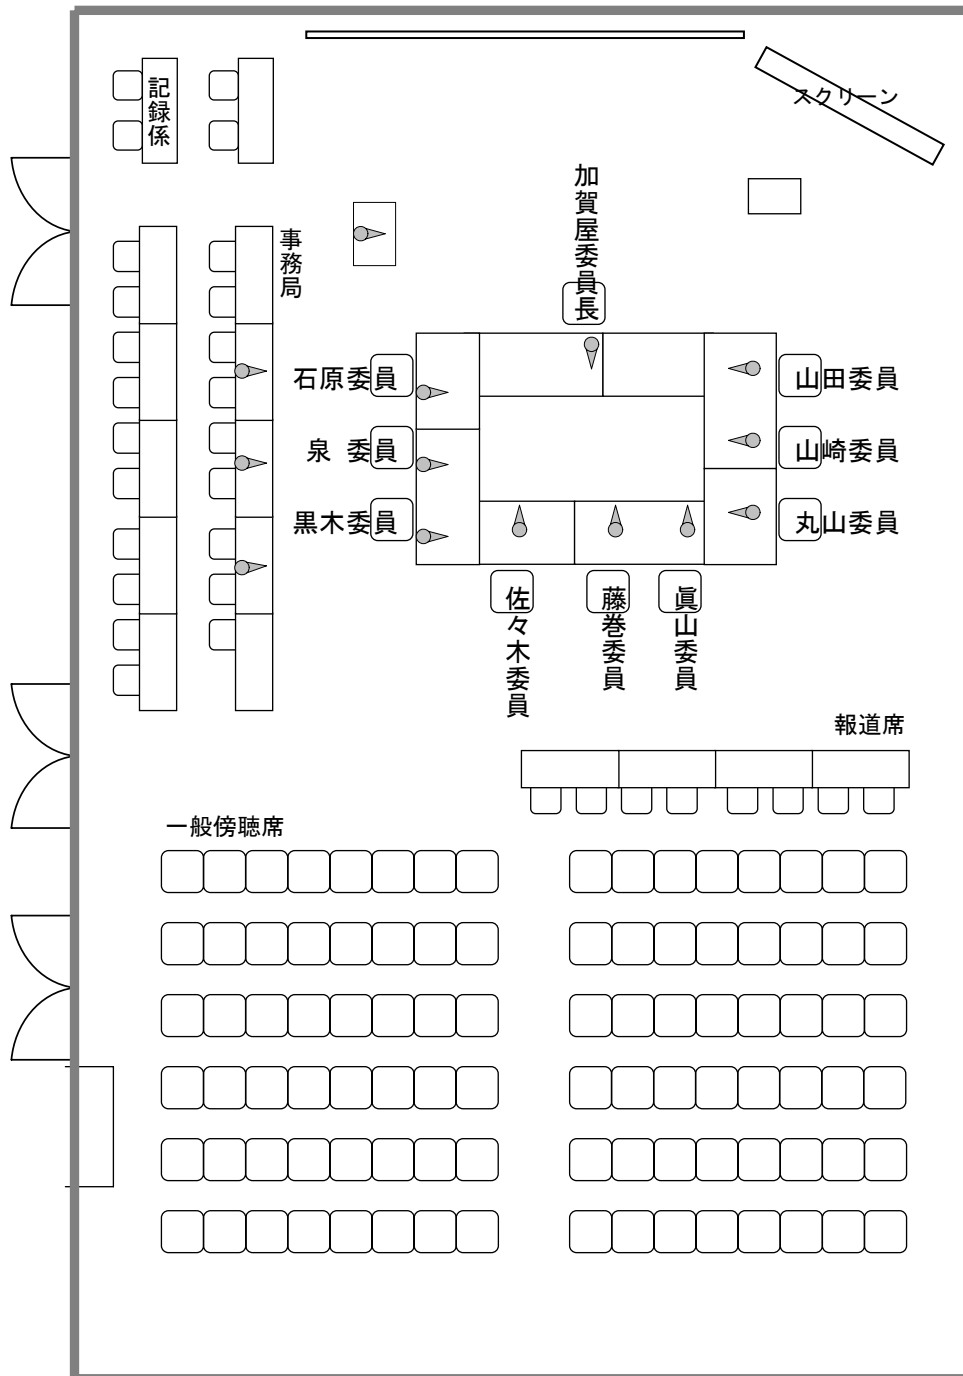 記録係
スクリーン
加賀屋委員長
事務局
石原委員
山田委員
泉 委員
山崎委員
黒木委員
丸山委員
佐々木委員
藤巻委員
眞山委員
報道席
一般傍聴席